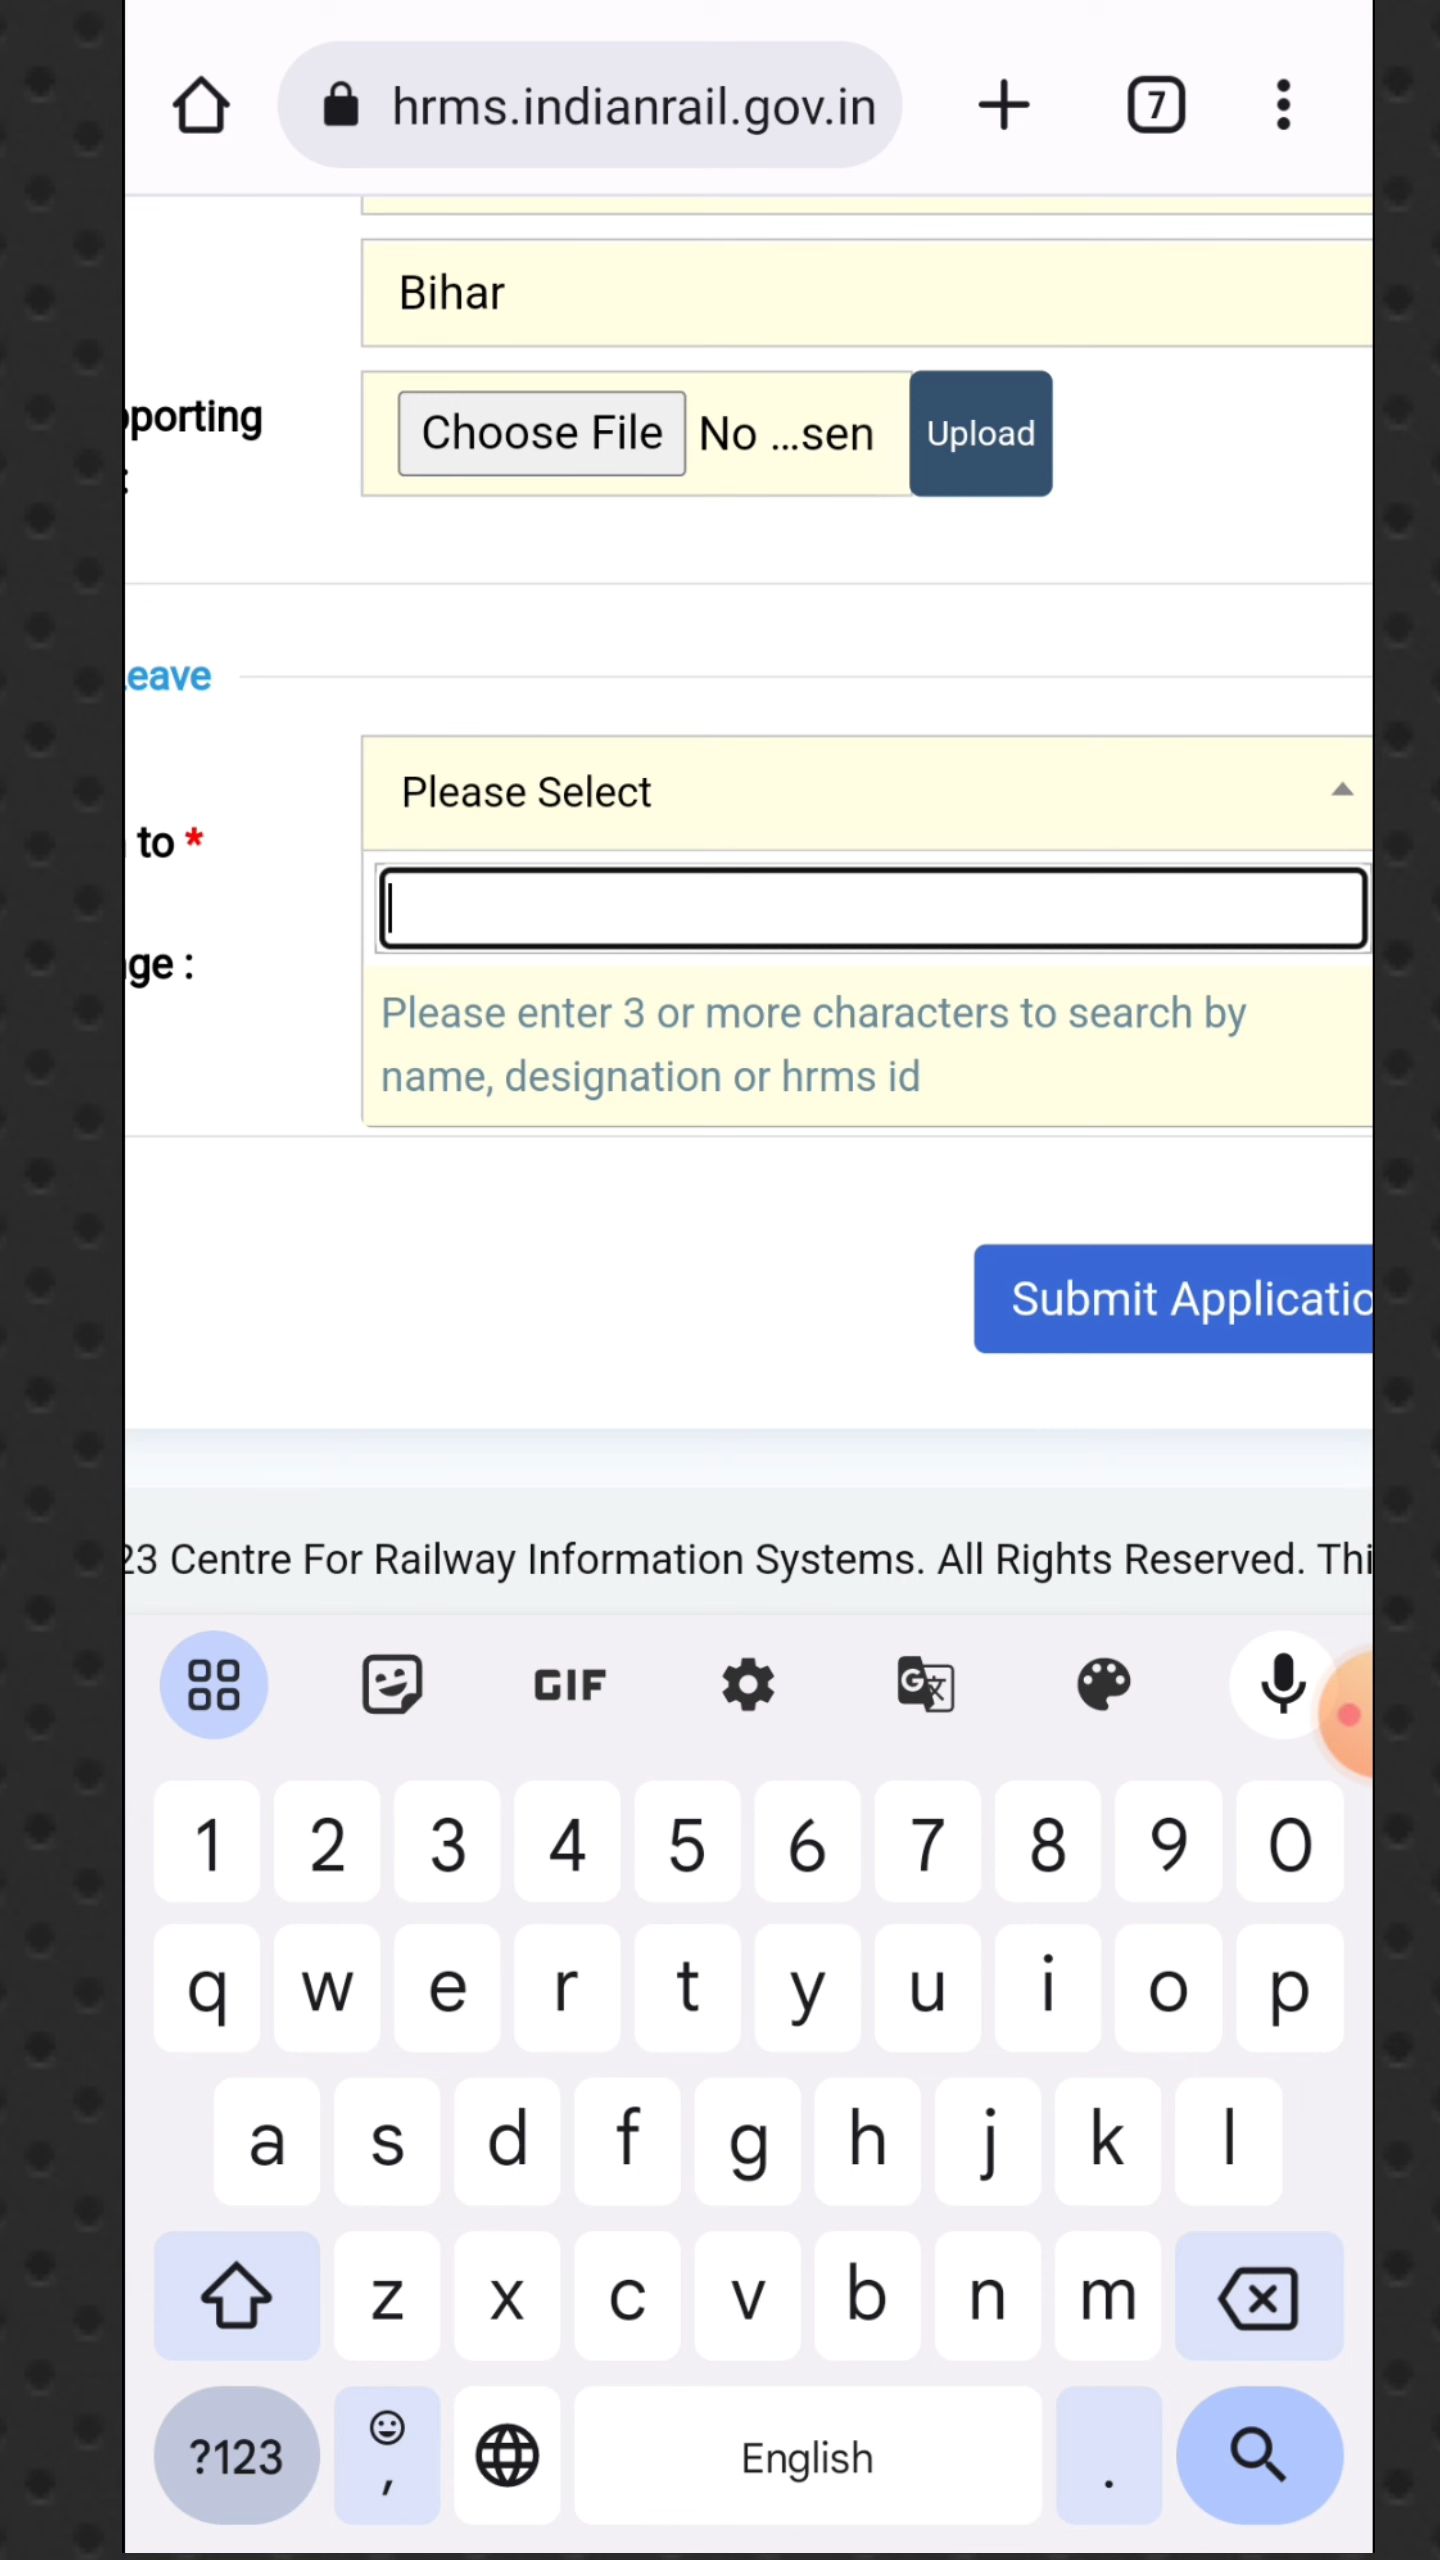 hrms.indianrail.gov.in
7
Bihar
pporting
:
Choose File No ...sen Upload
eave
Please Select
to *
ge :
Please enter 3 or more characters to search by
name, designation or hrms id
Submit Applicatio
23 Centre For Railway Information Systems. All Rights Reserved. Thi
GIF G
1 2 3 4 5 6 7 8 9 0
q w e r t y u i o p
a s d f g h j k l
z x c v b n m
?123 , English .